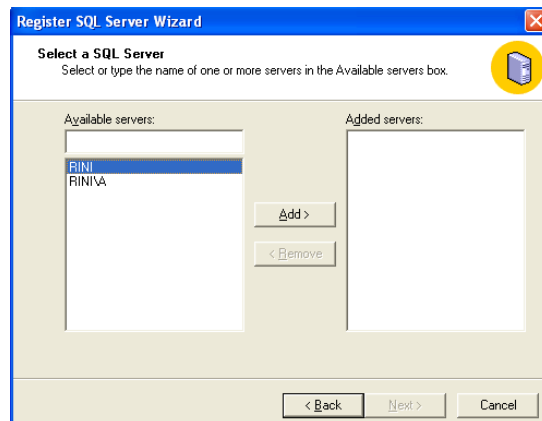 Register SQL Server Wizard
Select a SQL Server
Select or type the name of one or more servers in the Available servers box.
Available servers:
Added servers:
RINI
RINI\A
Add >
< Remove
< Back
Next >
Cancel